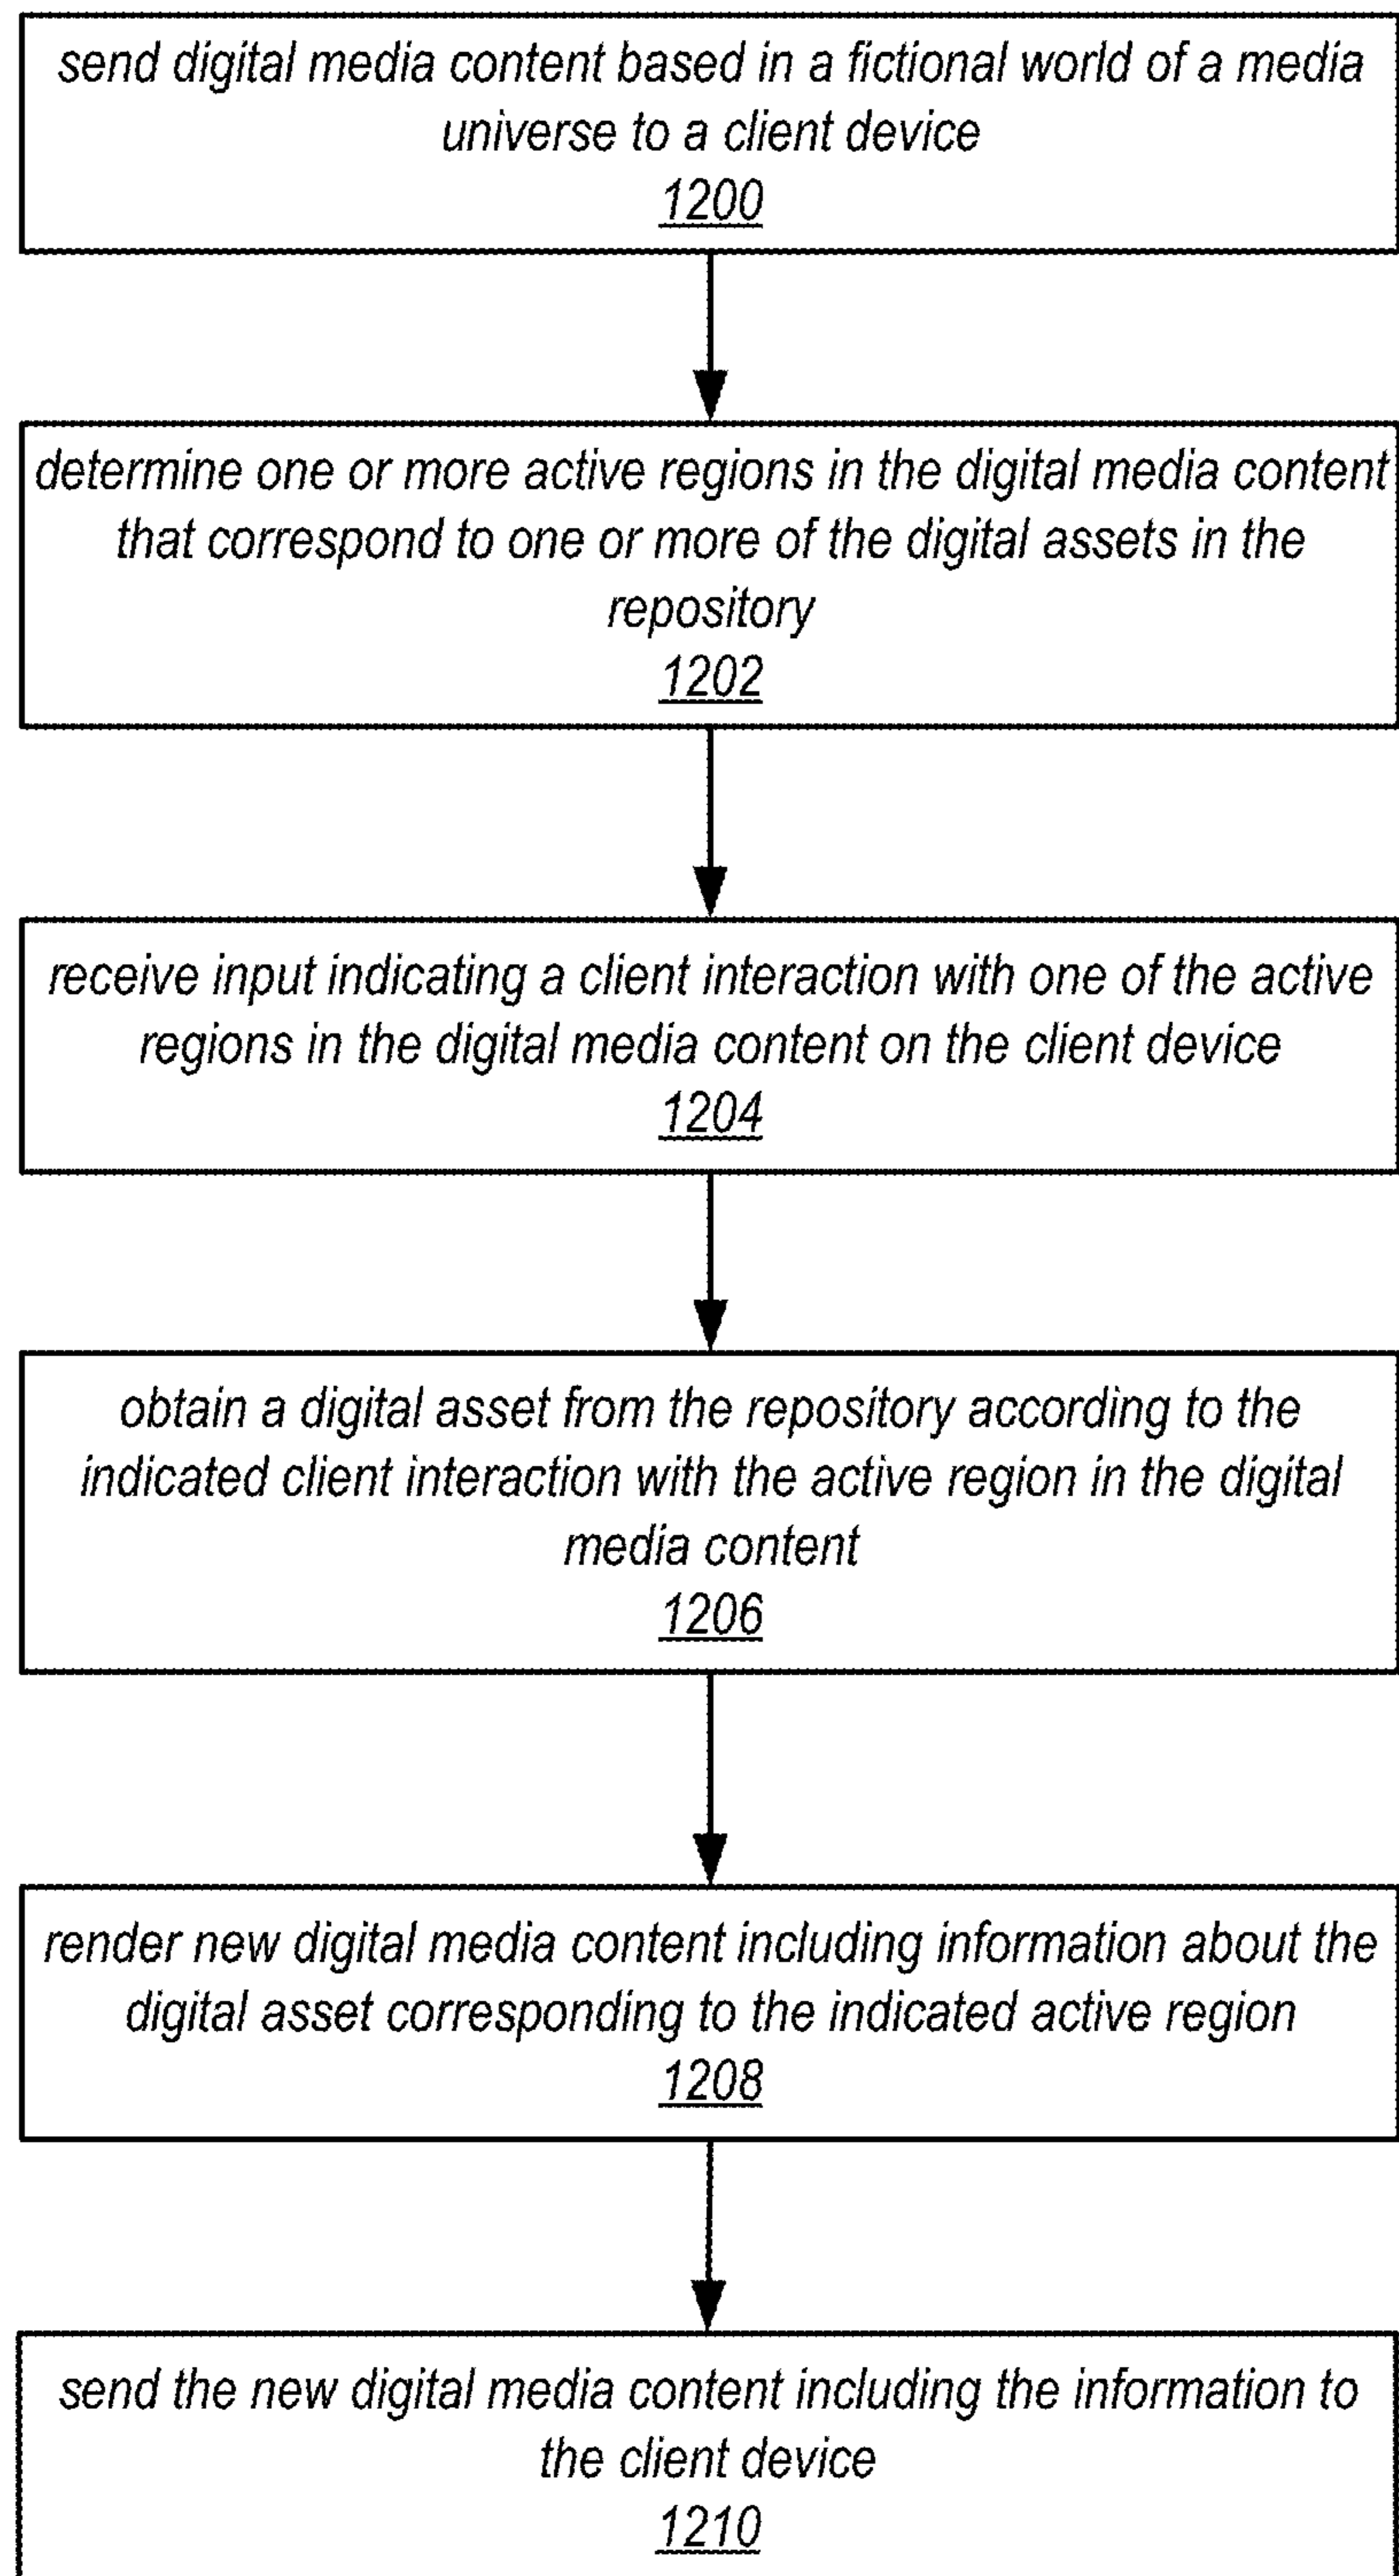 send digital media content based in a fictional world of a media
universe to a client device
1200
determine one or more active regions in the digital media content
that correspond to one or more of the digital assets in the
repository
1202
receive input indicating a client interaction with one of the active
regions in the digital media content on the client device
1204
obtain a digital asset from the repository according to the
indicated client interaction with the active region in the digital
media content
1206
render new digital media content including information about the
digital asset corresponding to the indicated active region
1208
send the new digital media content including the information to
the client device
1210